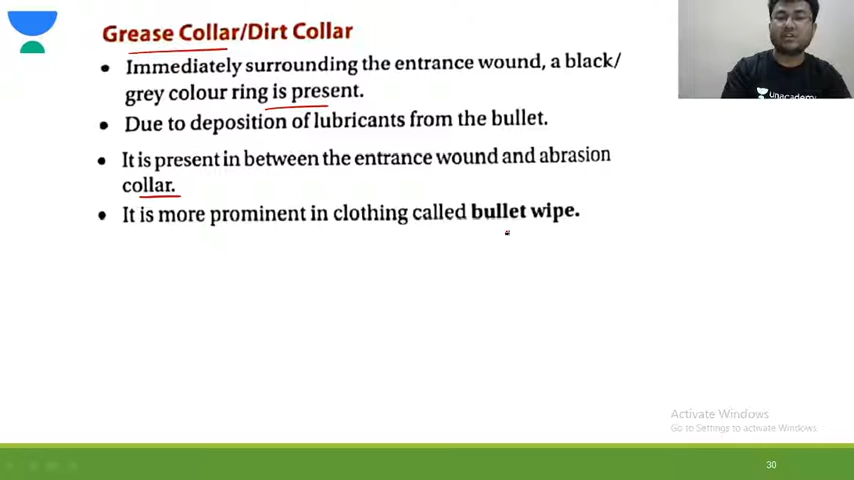 Grease Collar/Dirt Collar
• Immediately surrounding the entrance wound, a black/
grey colour ring is present.
• Due to deposition of lubricants from the bullet.
• It is present in between the entrance wound and abrasion
collar.
• It is more prominent in clothing called bullet wipe.
unacademy
Activate Windows
Go to Settings to activate Windows.
30